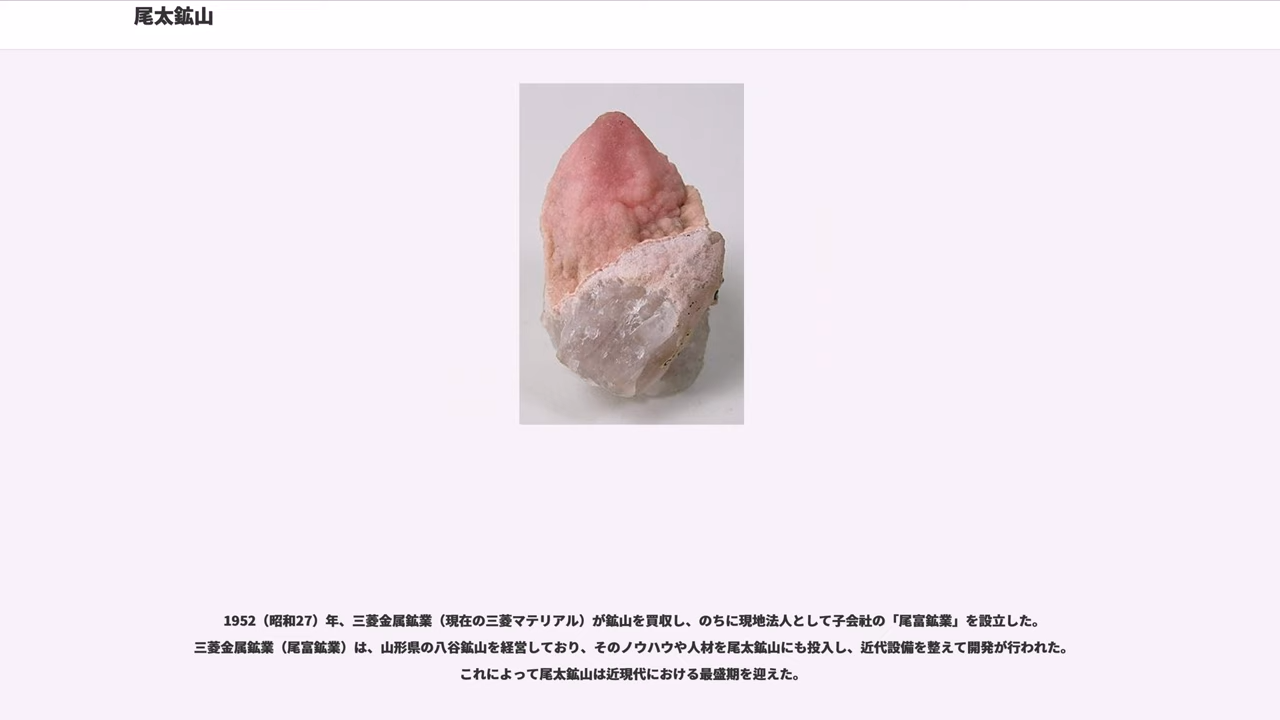 尾太鉱山
1952（昭和27）年、三菱金属鉱業（現在の三菱マテリアル）が鉱山を買収し、のちに現地法人として子会社の「尾富鉱業」を設立した。
三菱金属鉱業（尾富鉱業）は、山形県の八谷鉱山を経営しており、そのノウハウや人材を尾太鉱山にも投入し、近代設備を整えて開発が行われた。
これによって尾太鉱山は近現代における最盛期を迎えた。